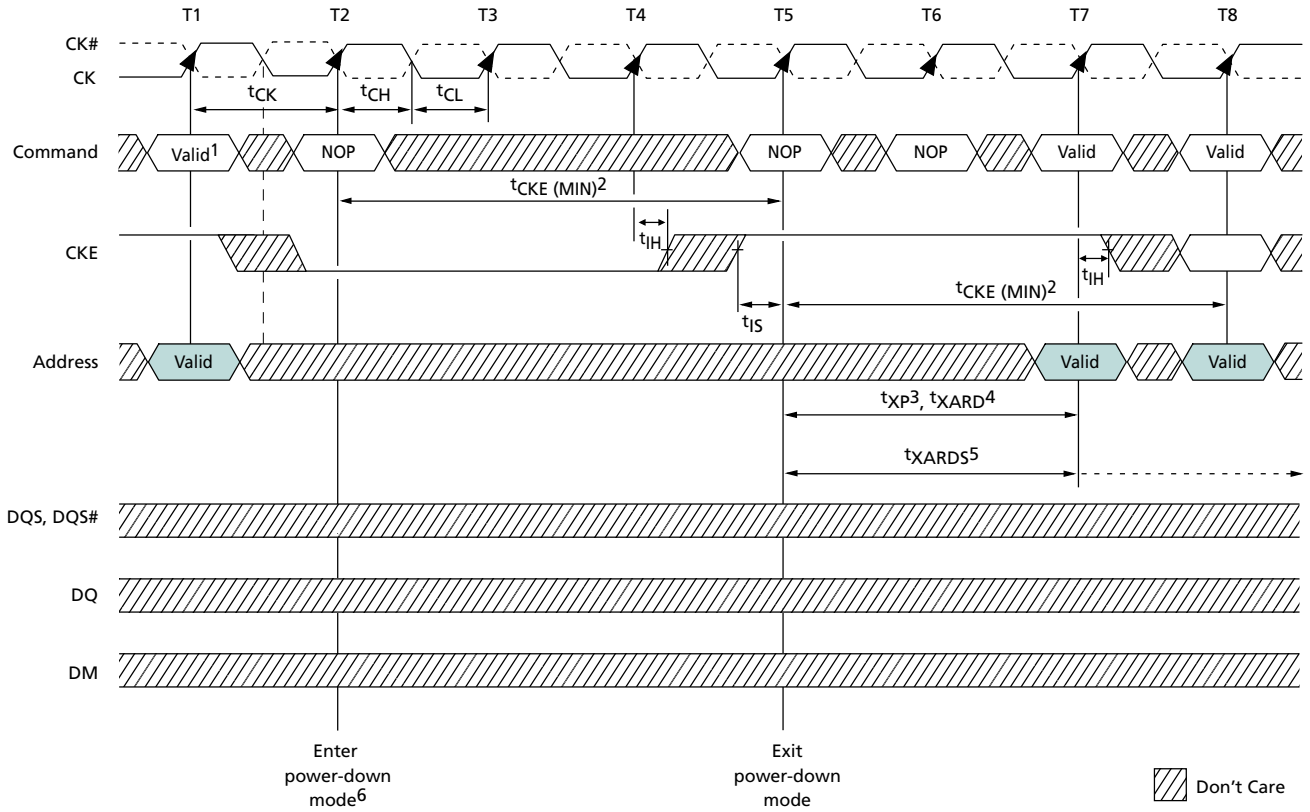 T1 T2 T3 T4 T5 T6 T7 T8
CK#
CK
tCK tCH tCL
Command Valid1 NOP NOP NOP Valid Valid
tCKE (MIN)2
tIH
CKE
tIH
tCKE (MIN)2
tIS
Address Valid Valid Valid
tXP3, tXARD4
tXARDS5
DQS, DQS#
DQ
DM
Enter
power-down
mode6
Exit
power-down
mode
Don't Care